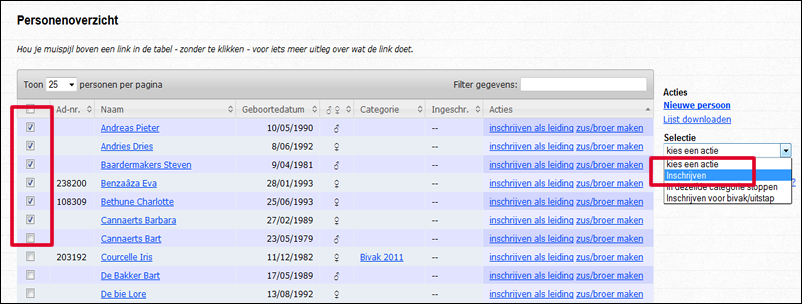 Personenoverzicht
Hou je muispijl boven een link in de tabel - zonder te klikken - voor iets meer uitleg over wat de link doet.
Toon 25 personen per pagina Filter gegevens:
Ad-nr. Naam Geboortedatum ♂♀ Categorie Ingeschr. Acties
Andreas Pieter 10/05/1990 ♂ -- inschrijven als leiding zus/broer maken
Andries Dries 8/06/1992 ♀ -- inschrijven als leiding zus/broer maken
Baardermakers Steven 9/04/1981 ♂ -- inschrijven als leiding zus/broer maken
238200 Benzaâza Eva 28/01/1993 ♀ -- inschrijven als leiding zus/broer maken
108309 Bethune Charlotte 25/06/1993 ♀ -- inschrijven als leiding zus/broer maken
Cannaerts Barbara 27/02/1989 ♀ -- inschrijven als leiding zus/broer maken
Cannaerts Bart 23/05/1979 ♂ -- inschrijven als leiding zus/broer maken
203192 Courcelle Iris 11/12/1982 ♀ Bivak 2011 -- inschrijven als leiding zus/broer maken
De Bakker Bart 17/05/1989 ♂ -- inschrijven als leiding zus/broer maken
De bie Lore 13/08/1992 ♀ -- inschrijven als leiding zus/broer maken
Acties
Nieuwe persoon
Lijst downloaden
Selectie
kies een actie
kies een actie
Inschrijven
In dezelfde categorie stoppen
Inschrijven voor bivak/uitstap
?